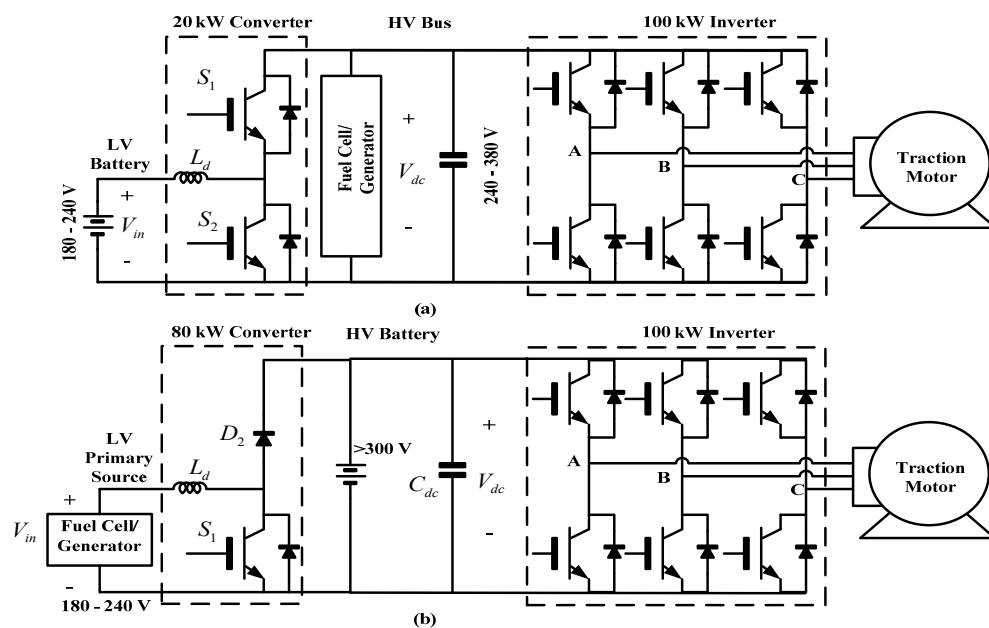 (a)
20 kW Converter
HV Bus
100 kW Inverter
S1
LV
Battery
Ld
180 - 240 V
+
Vin
-
S2
Fuel Cell/
Generator
+
Vdc
-
240 - 380 V
A
B
C
Traction
Motor
(a)
80 kW Converter
HV Battery
100 kW Inverter
D2
>300 V
LV
Primary
Source
Ld
+
Vin
Fuel Cell/
Generator
-
180 - 240 V
S1
Cdc
+
Vdc
-
A
B
C
Traction
Motor
(b)